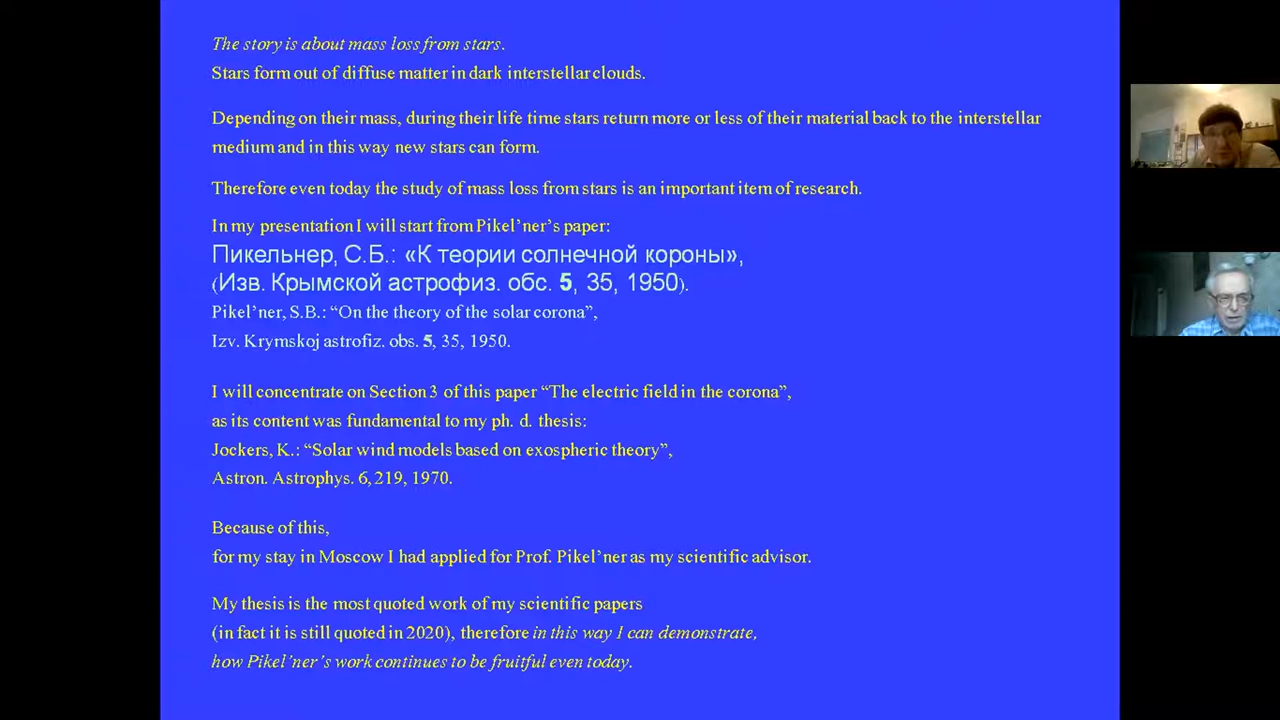 The story is about mass loss from stars.
Stars form out of diffuse matter in dark interstellar clouds.
Depending on their mass, during their life time stars return more or less of their material back to the interstellar
medium and in this way new stars can form.
Therefore even today the study of mass loss from stars is an important item of research.
In my presentation I will start from Pikel’ner’s paper:
Пикельнер, С.Б.: «К теории солнечной короны»,
(Изв. Крымской астрофиз. обс. 5, 35, 1950).
Pikel’ner, S.B.: “On the theory of the solar corona”,
Izv. Krymskoj astrofiz. obs. 5, 35, 1950.
I will concentrate on Section 3 of this paper “The electric field in the corona”,
as its content was fundamental to my ph. d. thesis:
Jockers, K.: “Solar wind models based on exospheric theory”,
Astron. Astrophys. 6, 219, 1970.
Because of this,
for my stay in Moscow I had applied for Prof. Pikel’ner as my scientific advisor.
My thesis is the most quoted work of my scientific papers
(in fact it is still quoted in 2020), therefore in this way I can demonstrate,
how Pikel’ner’s work continues to be fruitful even today.